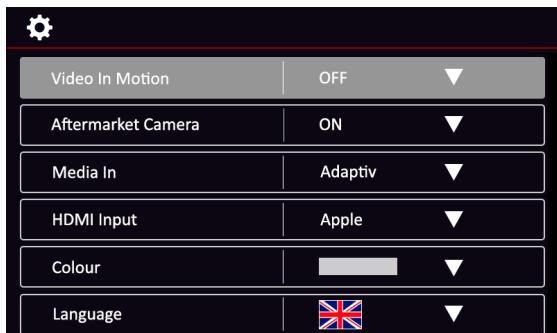 Video In Motion OFF
Aftermarket Camera ON
Media In Adaptiv
HDMI Input Apple
Colour
Language